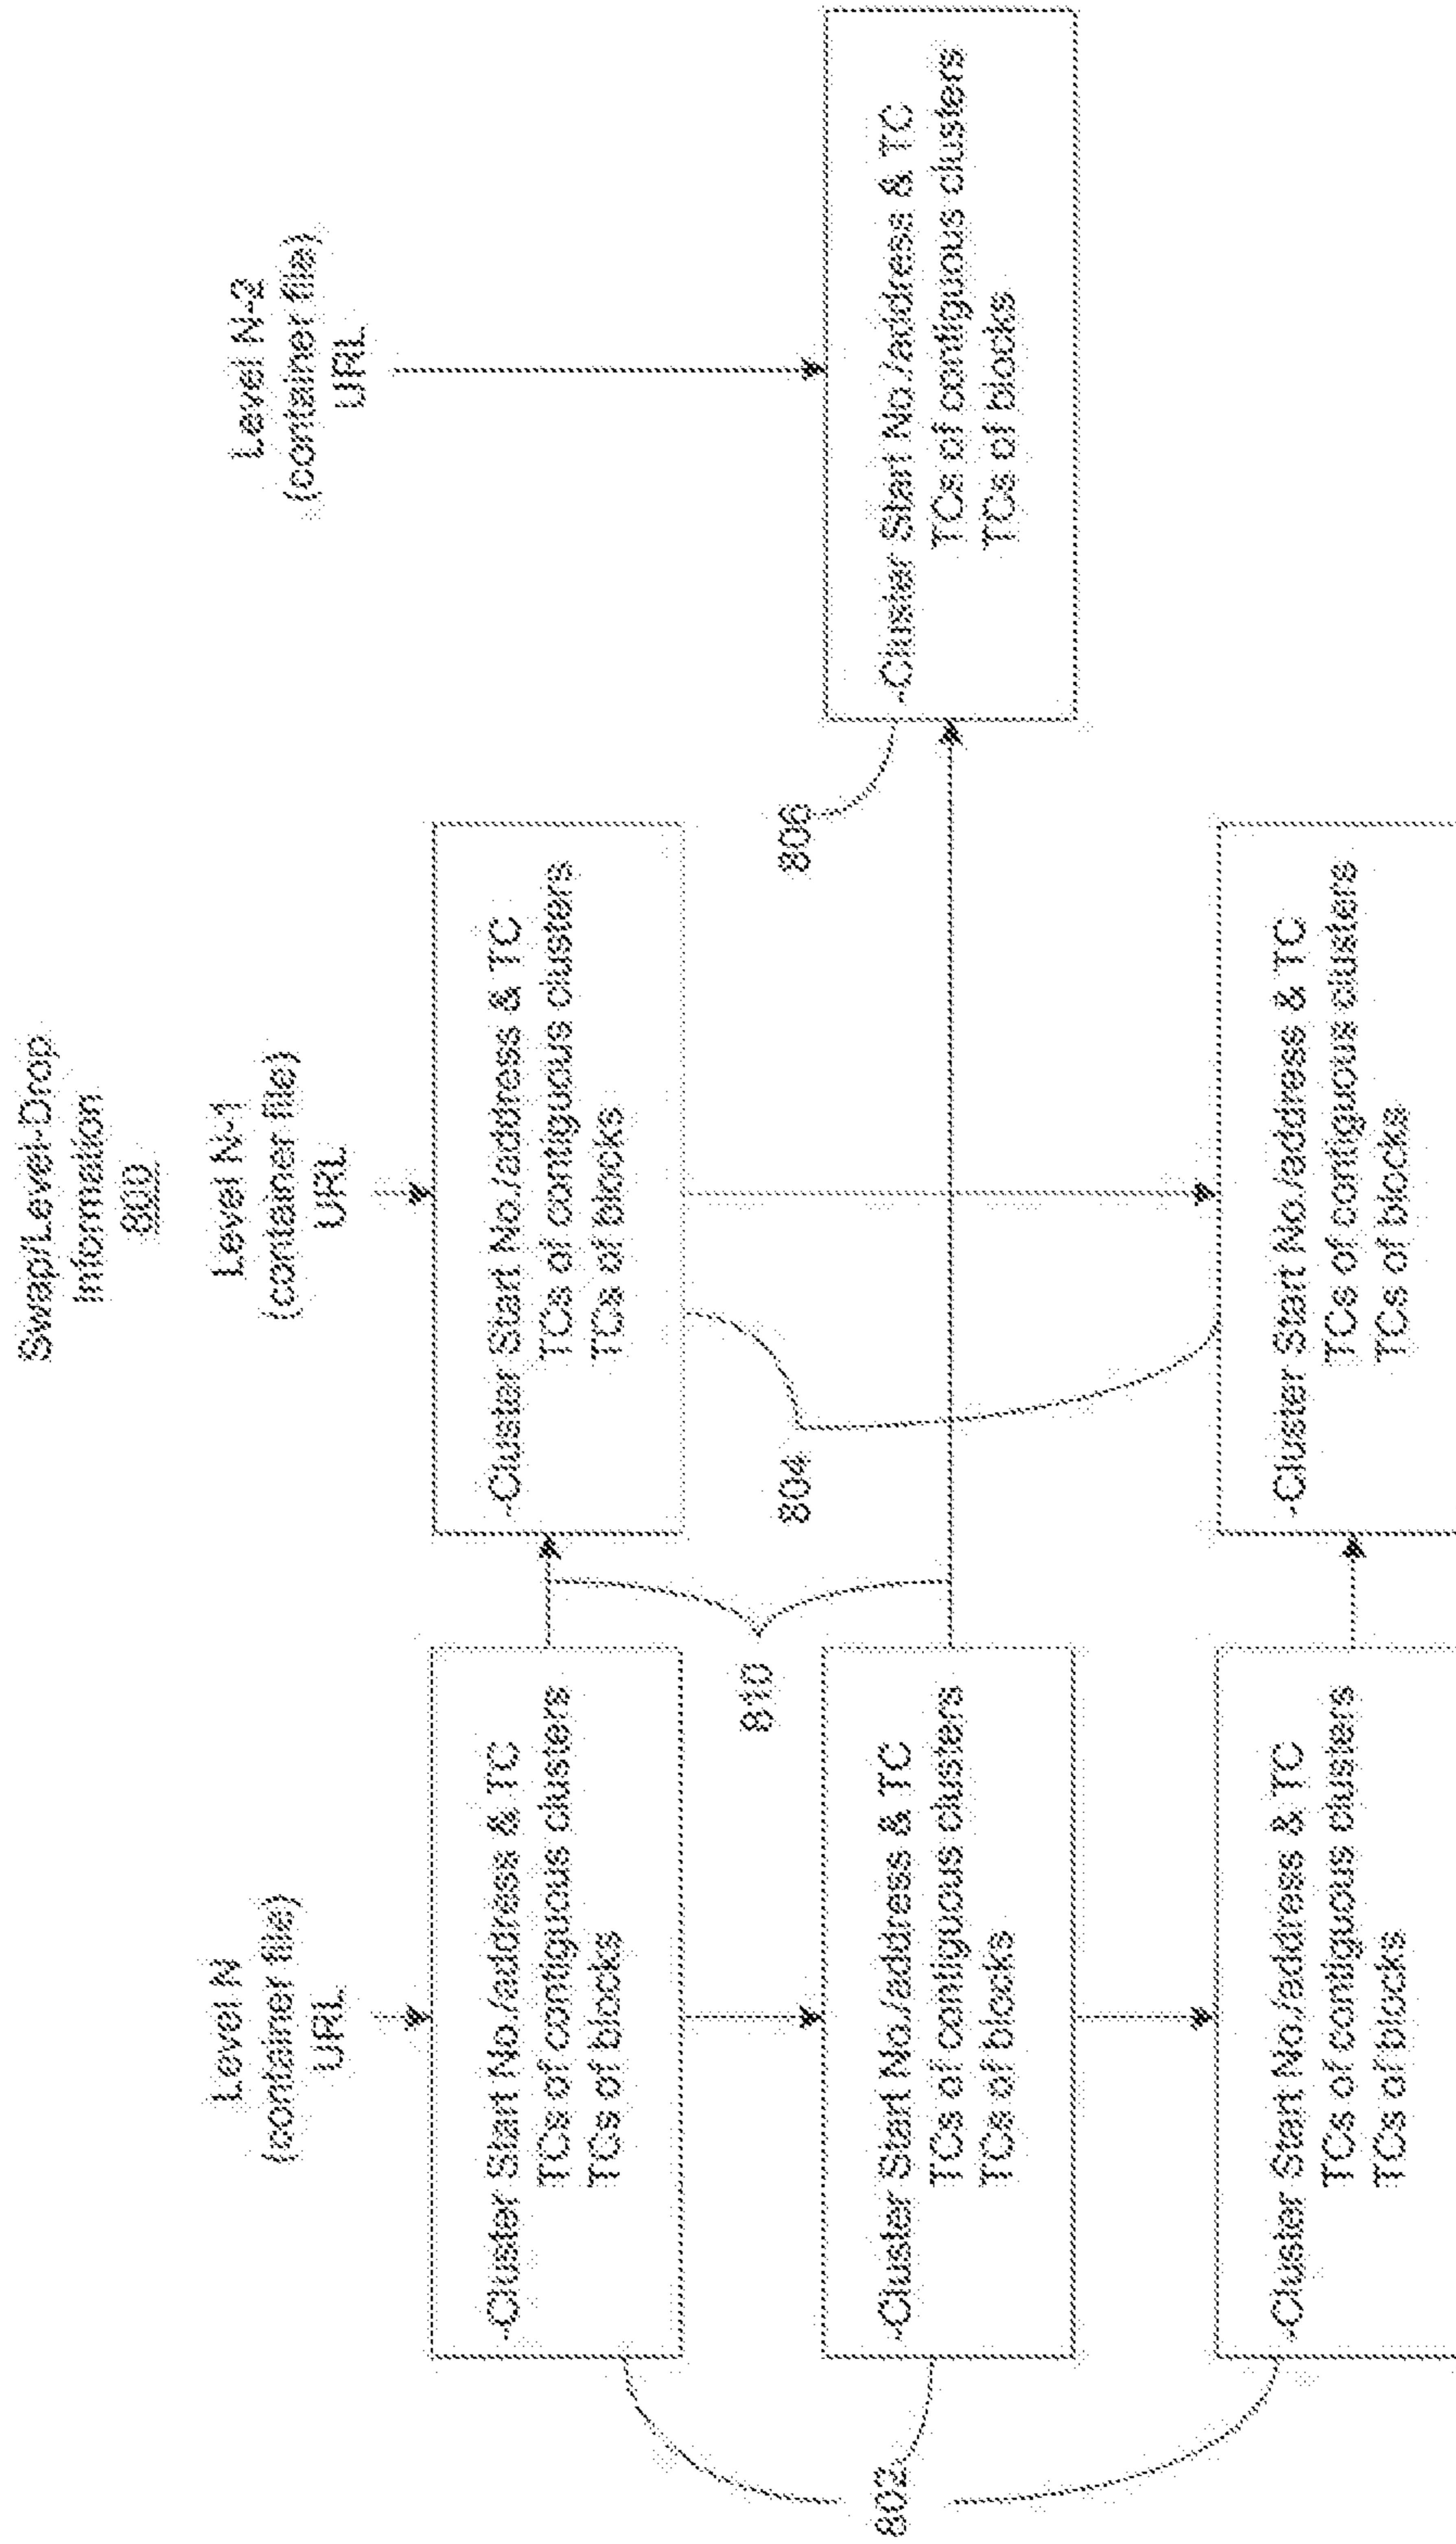 Swap/Level-Drop
Information
800
Level N
(container file)
URL
Level N-1
(container file)
URL
Level N-2
(container file)
URL
-Cluster Start No./address & TC
TCs of contiguous clusters
TCs of blocks
-Cluster Start No./address & TC
TCs of contiguous clusters
TCs of blocks
810
804
806
-Cluster Start No./address & TC
TCs of contiguous clusters
TCs of blocks
-Cluster Start No./address & TC
TCs of contiguous clusters
TCs of blocks
802
-Cluster Start No./address & TC
TCs of contiguous clusters
TCs of blocks
-Cluster Start No./address & TC
TCs of contiguous clusters
TCs of blocks